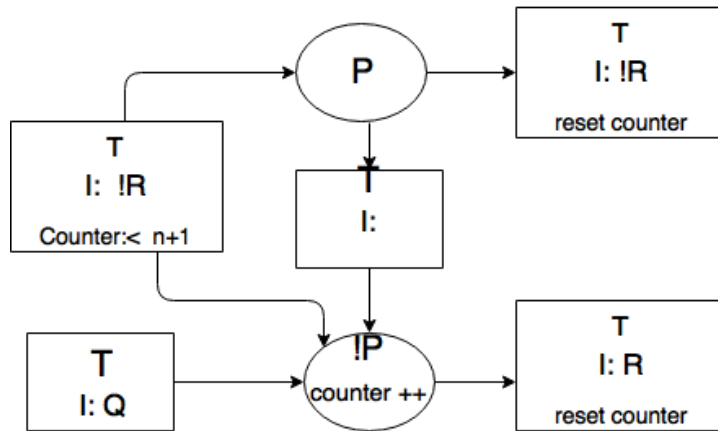 P
T
I: !R
reset counter
T
I: !R
Counter:< n+1
T
I:
T
I: Q
!P
counter ++
T
I: R
reset counter